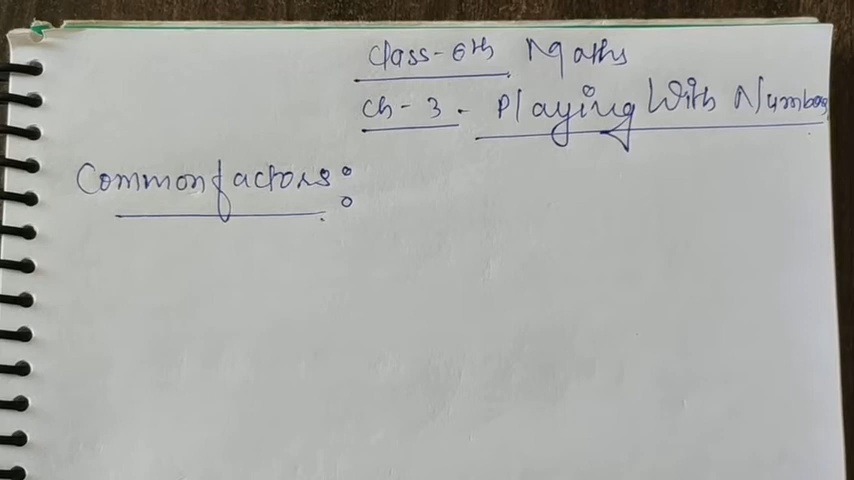 Class-6th Maths
Ch-3 - Playing With Numbers
Common factors: